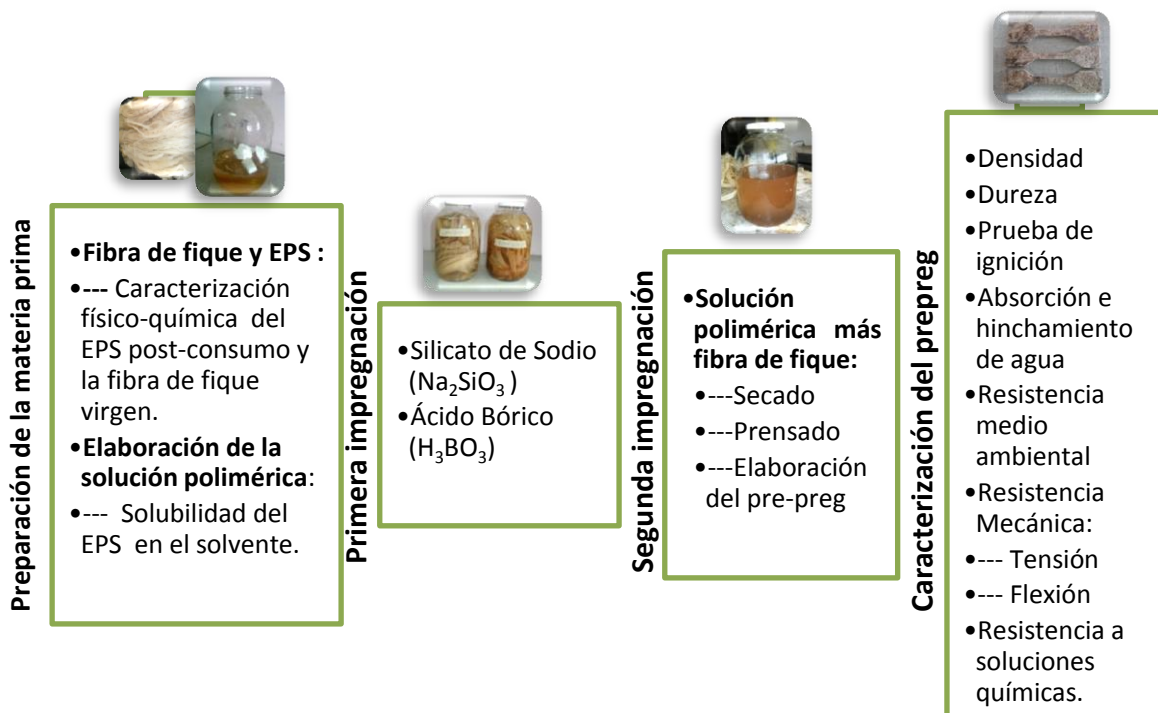 Preparación de la materia prima
•Fibra de fique y EPS :
•--- Caracterización
físico-química del
EPS post-consumo y
la fibra de fique
virgen.
•Elaboración de la
solución polimérica:
•--- Solubilidad del
EPS en el solvente.
Primera impregnación
•Silicato de Sodio
(Na₂SiO₃ )
•Ácido Bórico
(H₃BO₃)
Segunda impregnación
•Solución
polimérica más
fibra de fique:
•---Secado
•---Prensado
•---Elaboración
del pre-preg
Caracterización del prepreg
•Densidad
•Dureza
•Prueba de
ignición
•Absorción e
hinchamiento
de agua
•Resistencia
medio
ambiental
•Resistencia
Mecánica:
•--- Tensión
•--- Flexión
•Resistencia a
soluciones
químicas.